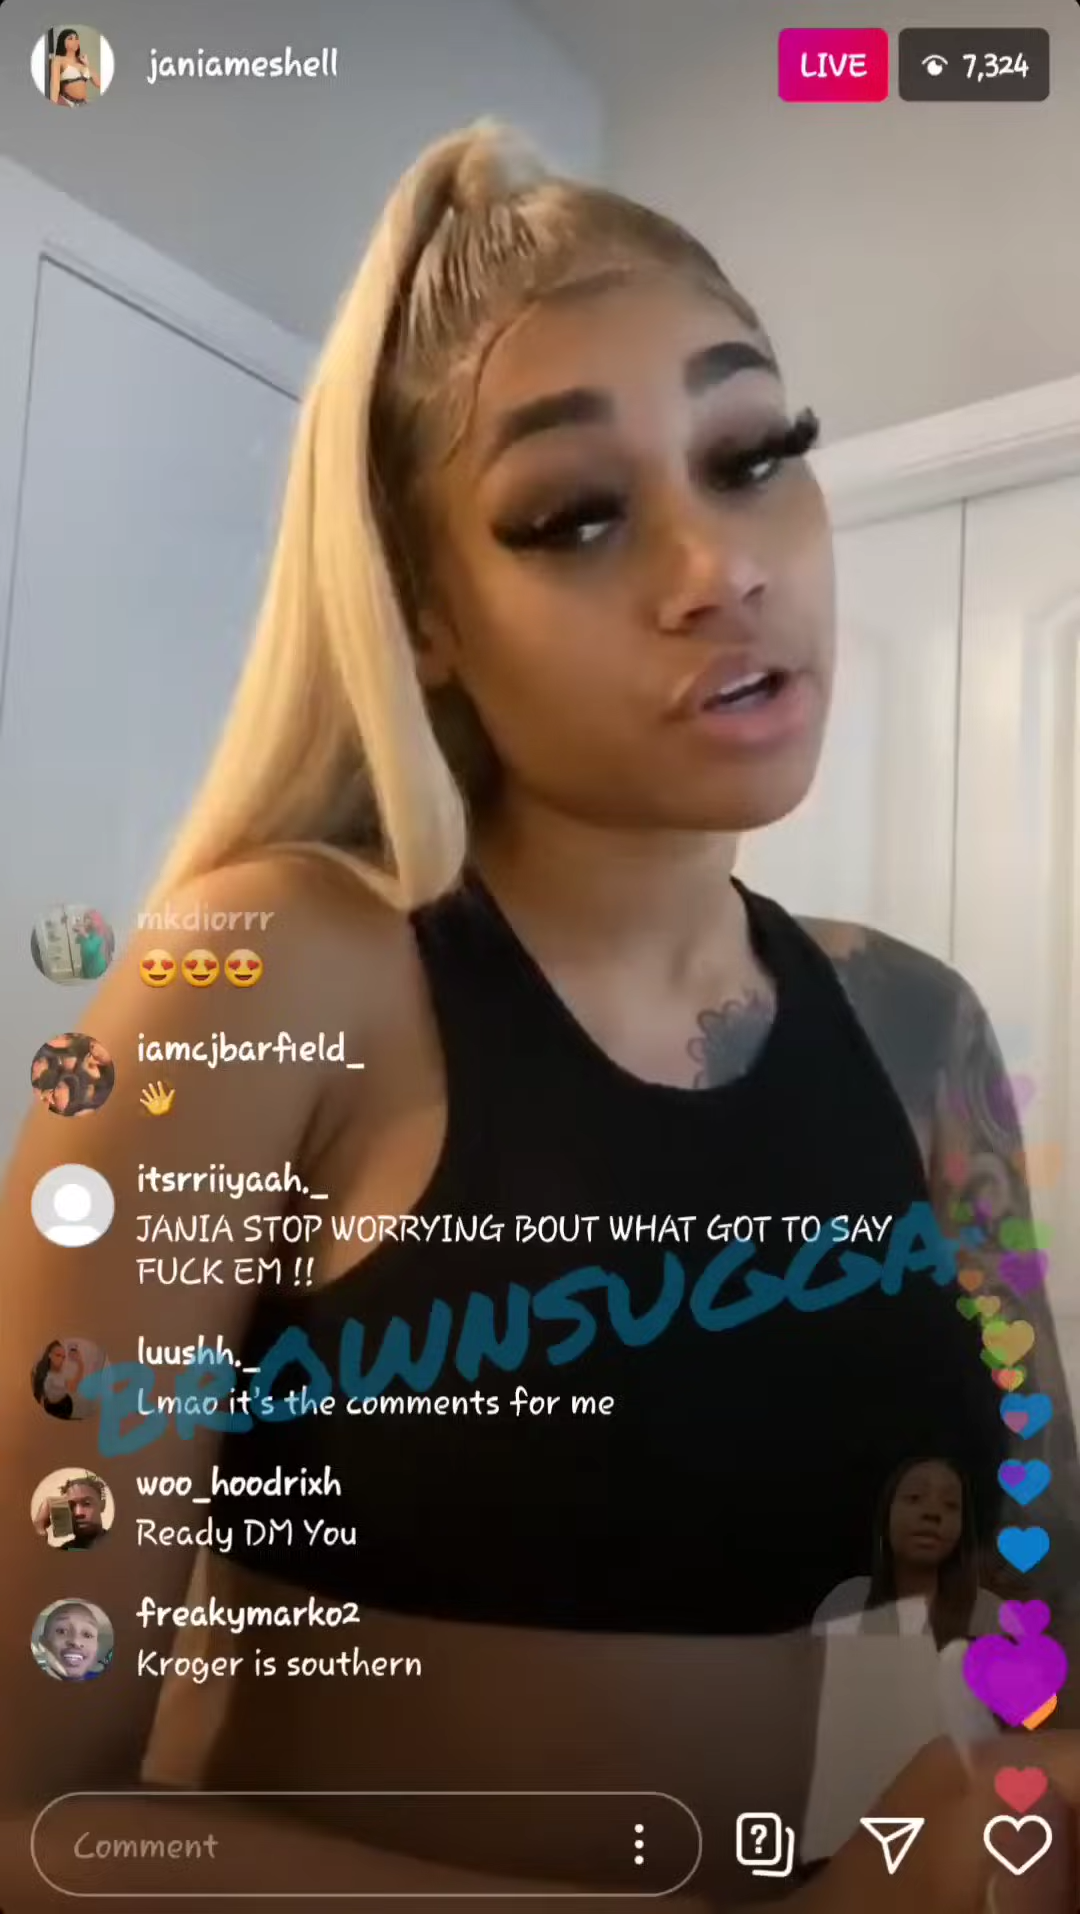 janiameshell
LIVE
7,324
mkdiorrr
😍😍😍
iamcjbarfield_
👋
itsrriiyaah._
JANIA STOP WORRYING BOUT WHAT GOT TO SAY
FUCK EM !!
BROWNSUGGA
luushh._
Lmao it's the comments for me
woo_hoodrixh
Ready DM You
freakymarko2
Kroger is southern
Comment
?